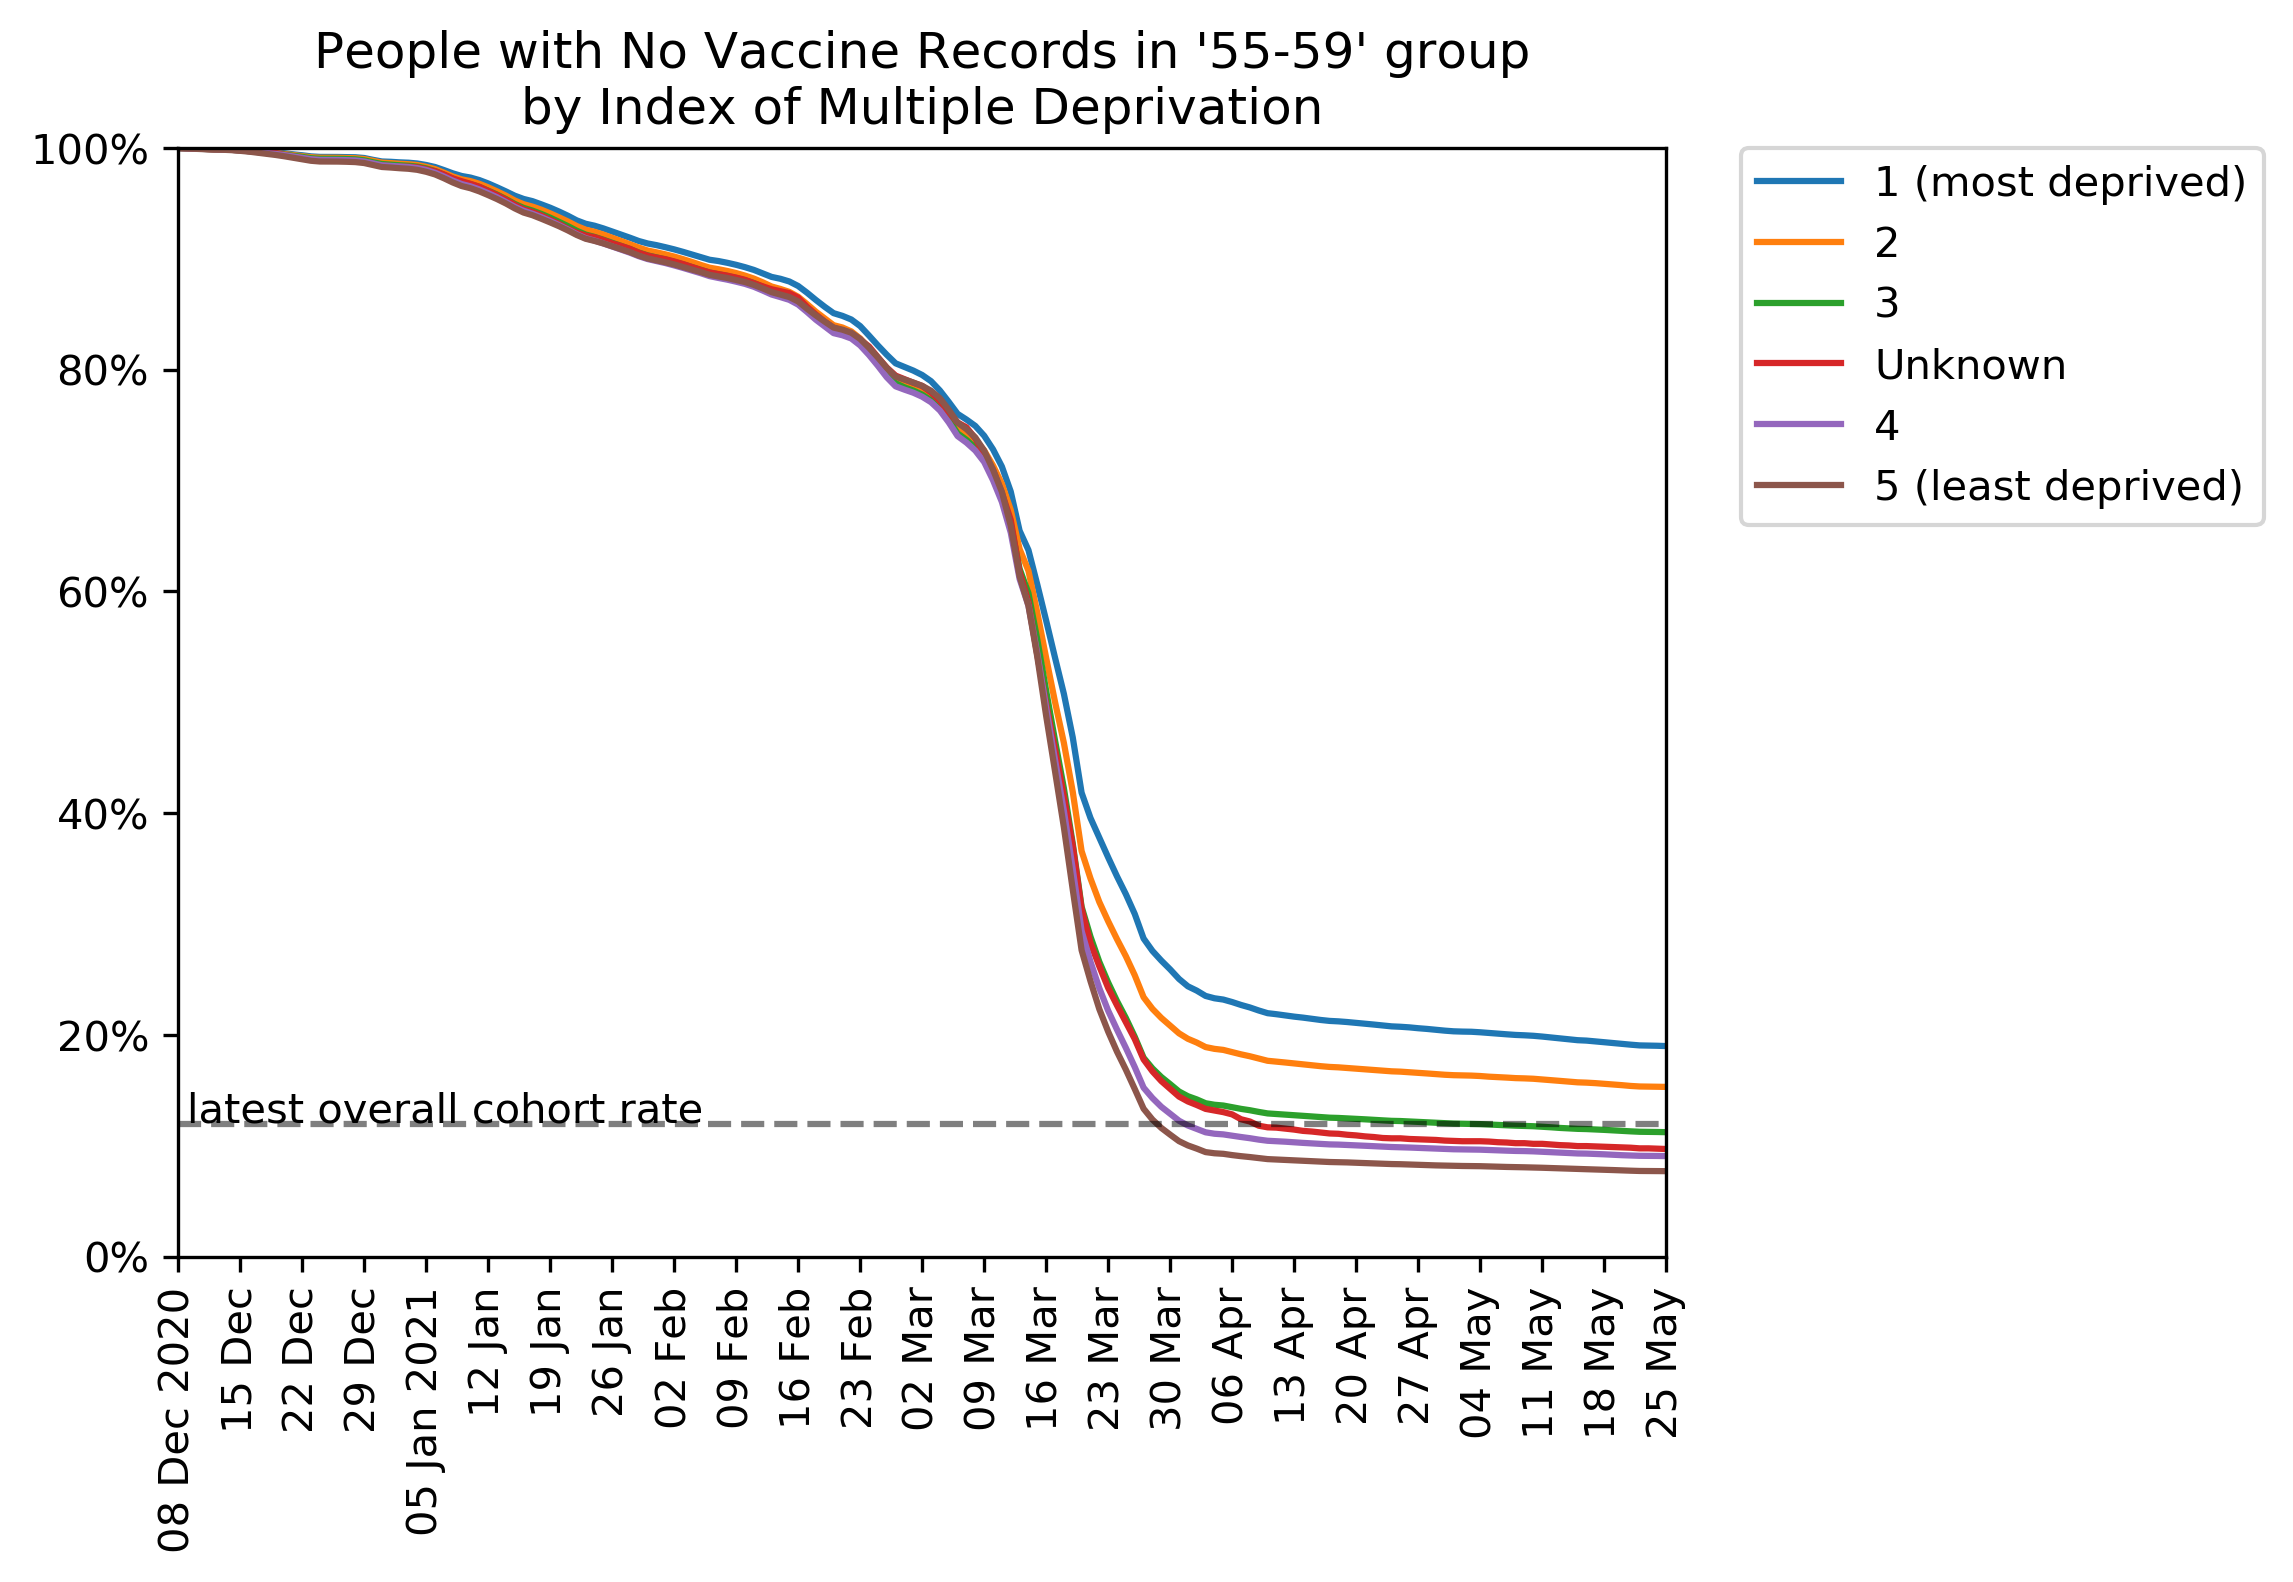 People with No Vaccine Records in '55-59' group
by Index of Multiple Deprivation
100%
80%
60%
40%
20%
0%
latest overall cohort rate
08 Dec 2020
15 Dec
22 Dec
29 Dec
05 Jan 2021
12 Jan
19 Jan
26 Jan
02 Feb
09 Feb
16 Feb
23 Feb
02 Mar
09 Mar
16 Mar
23 Mar
30 Mar
06 Apr
13 Apr
20 Apr
27 Apr
04 May
11 May
18 May
25 May
1 (most deprived)
2
3
Unknown
4
5 (least deprived)